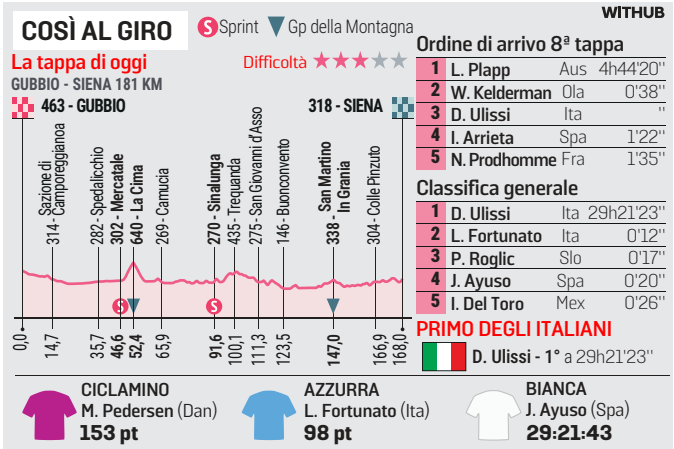 WITHUB
COSÌ AL GIRO
S Sprint Gp della Montagna
La tappa di oggi
Difficoltà
GUBBIO - SIENA 181 KM
463 - GUBBIO
318 - SIENA
Sazione di
314 - Camporeggianoa
282 - Spedalicchio
302 - Mercatale
640 - La Cima
269 - Camucia
270 - Sinalunga
435 - Trequanda
275 - San Giovanni d'Asso
146 - Buonconvento
338 - San Martino
In Grania
304 - Colle Pinzuto
S
S
0,0
14,7
35,7
46,6
52,4
65,9
91,6
100,1
111,3
123,5
147,0
166,9
168,0
Ordine di arrivo 8ª tappa
1 L. Plapp Aus 4h44'20''
2 W. Kelderman Ola 0'38''
3 D. Ulissi Ita ''
4 I. Arrieta Spa 1'22''
5 N. Prodhomme Fra 1'35''
Classifica generale
1 D. Ulissi Ita 29h21'23''
2 L. Fortunato Ita 0'12''
3 P. Roglic Slo 0'17''
4 J. Ayuso Spa 0'20''
5 I. Del Toro Mex 0'26''
PRIMO DEGLI ITALIANI
D. Ulissi - 1° a 29h21'23''
CICLAMINO
M. Pedersen (Dan)
153 pt
AZZURRA
L. Fortunato (Ita)
98 pt
BIANCA
J. Ayuso (Spa)
29:21:43